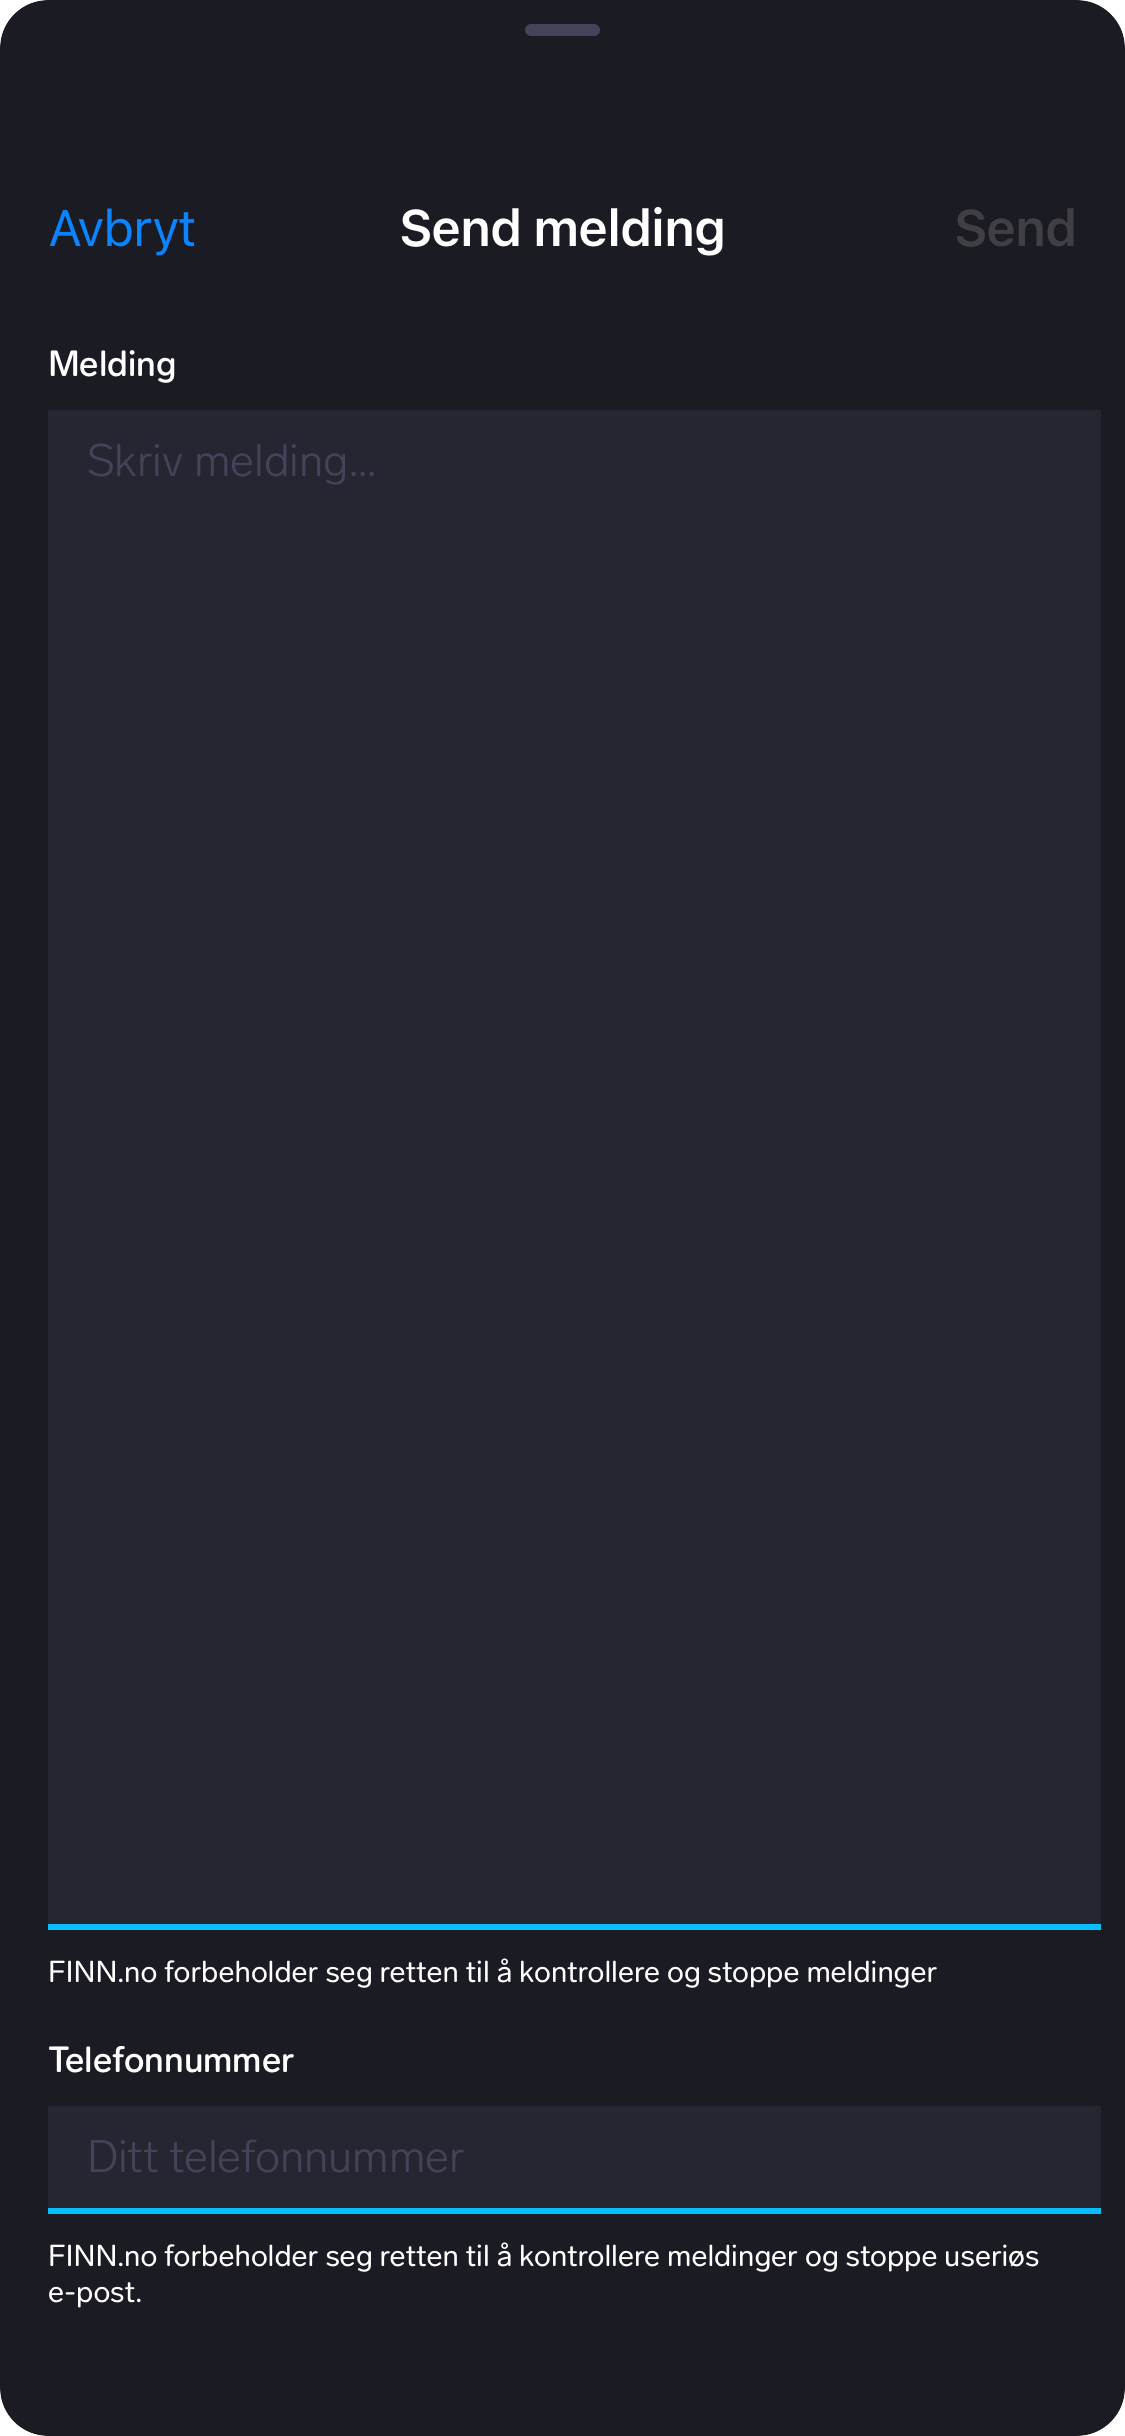 Avbryt Send melding Send
Melding
Skriv melding...
FINN.no forbeholder seg retten til å kontrollere og stoppe meldinger
Telefonnummer
Ditt telefonnummer
FINN.no forbeholder seg retten til å kontrollere meldinger og stoppe useriøs
e-post.